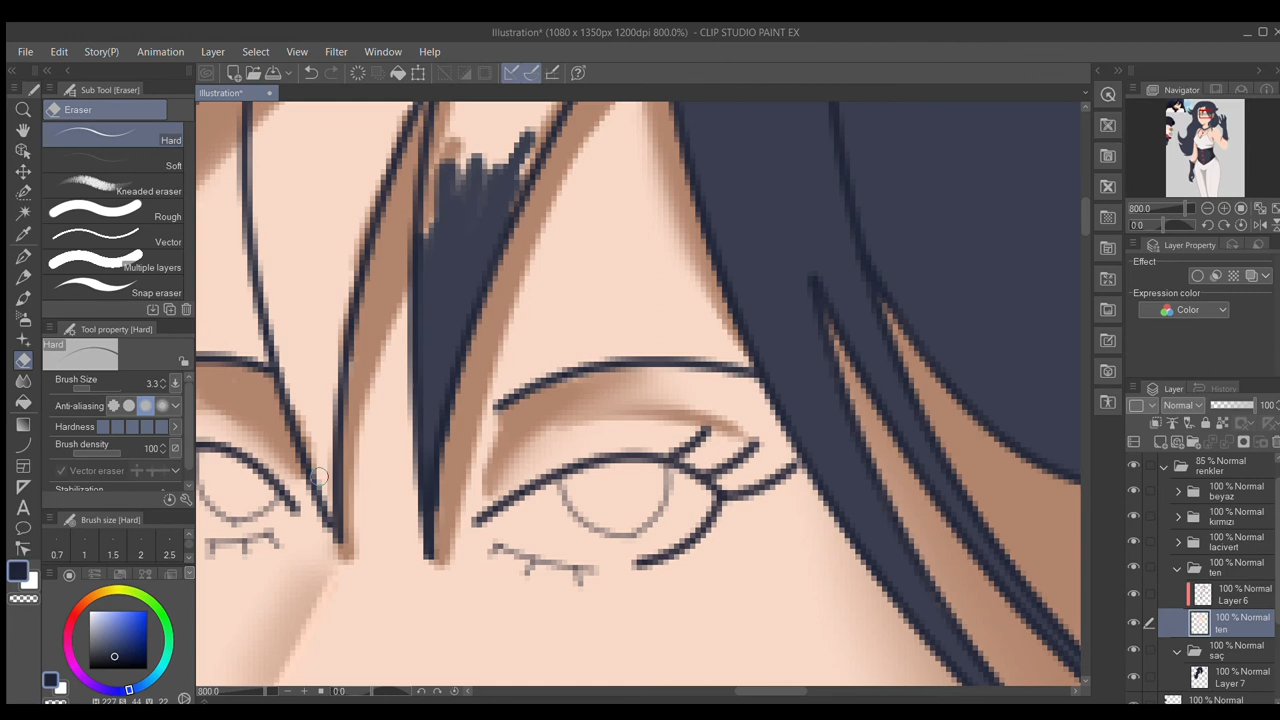 Illustration* (1080 x 1350px 1200dpi 800.0%) - CLIP STUDIO PAINT EX
File Edit Story(P) Animation Layer Select View Filter Window Help
Sub Tool [Eraser]
Eraser
Hard
Soft
Kneaded eraser
Rough
Vector
Multiple layers
Snap eraser
Tool property [Hard]
Hard
Brush Size 3.3
Anti-aliasing
Hardness
Brush density 100
Vector eraser
Stabilization
Brush size [Hard]
0.7 1 1.5 2 2.5
H 227 S 44 V 22
Illustration*
800.0 0.0
Navigator
800.0
0.0
Layer Property
Effect
Expression color
Color
Layer History
Normal 100
85 % Normal
renkler
100 % Normal
beyaz
100 % Normal
kırmızı
100 % Normal
lacivert
100 % Normal
ten
100 % Normal
Layer 6
100 % Normal
ten
100 % Normal
saç
100 % Normal
Layer 7
100 % Normal